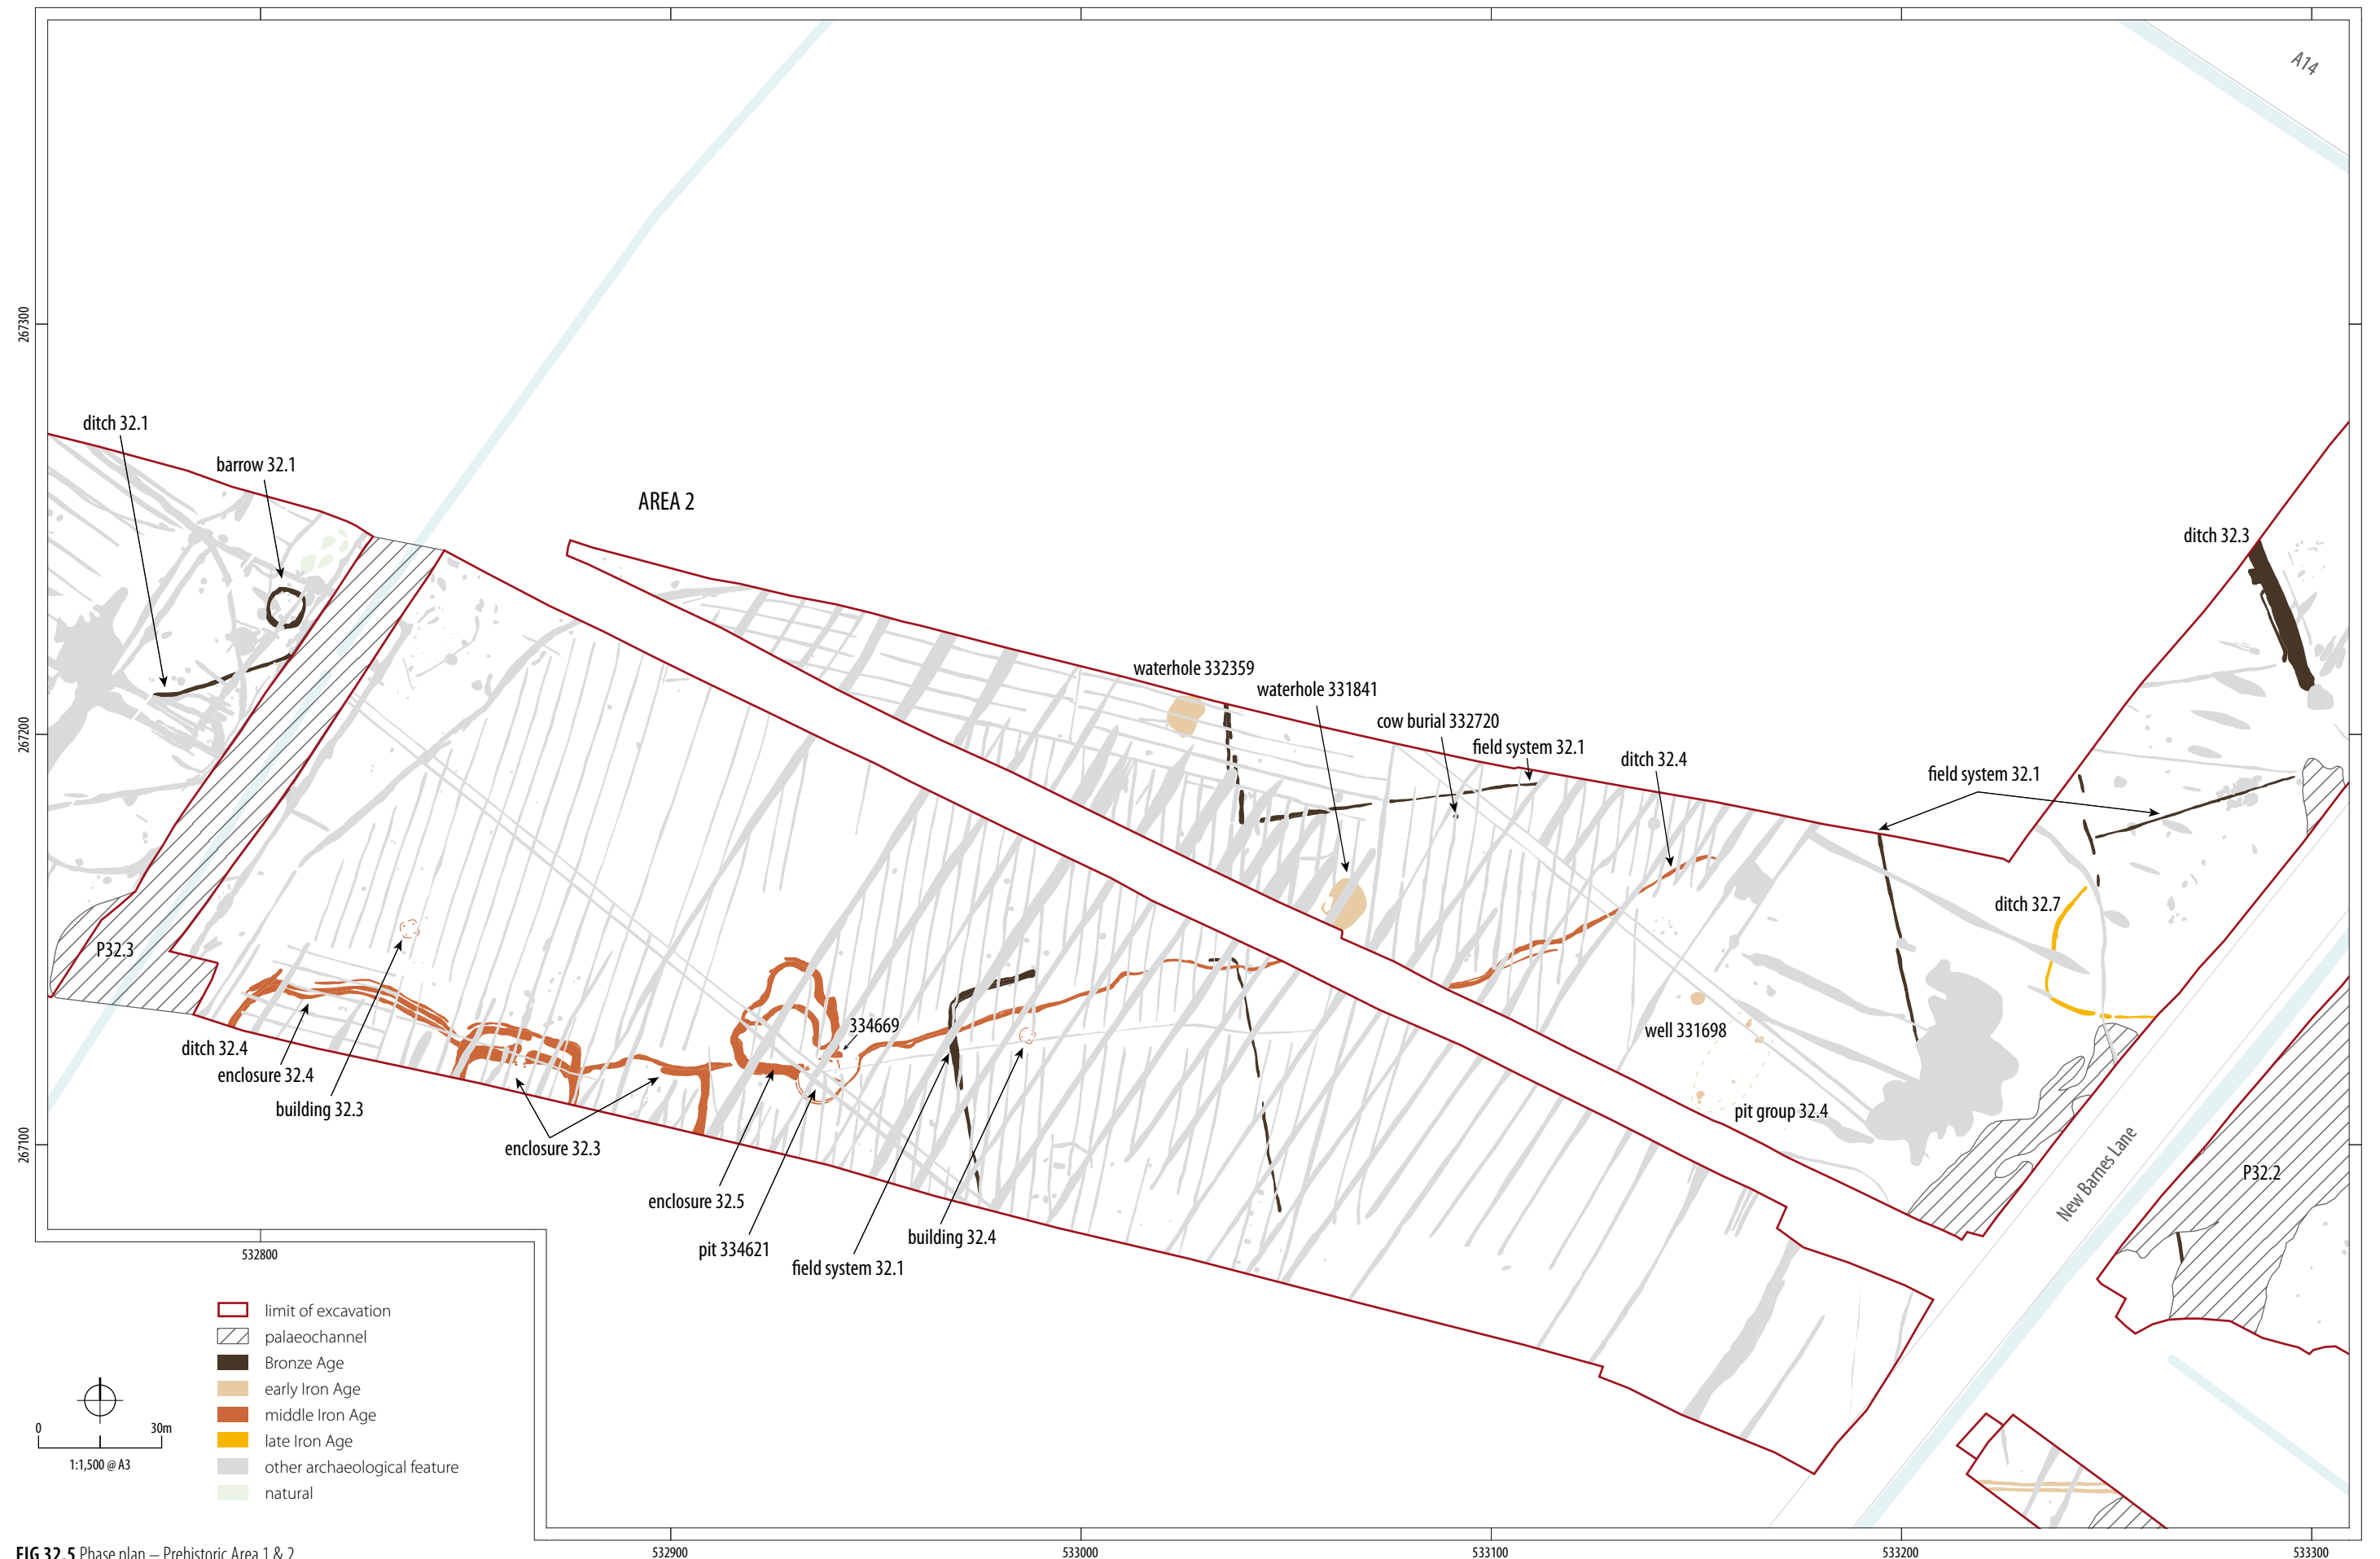 A14
267300
ditch 32.1
barrow 32.1
AREA 2
ditch 32.3
waterhole 332359
waterhole 331841
cow burial 332720
field system 32.1
ditch 32.4
field system 32.1
267200
ditch 32.7
P32.3
334669
well 331698
ditch 32.4
enclosure 32.4
building 32.3
pit group 32.4
enclosure 32.3
267100
New Barnes Lane
P32.2
enclosure 32.5
building 32.4
pit 334621
field system 32.1
532800
limit of excavation
palaeochannel
Bronze Age
early Iron Age
middle Iron Age
late Iron Age
other archaeological feature
natural
0 30m
1:1,500 @ A3
FIG 32.5 Phase plan – Prehistoric Area 1 & 2
532900 533000 533100 533200 533300